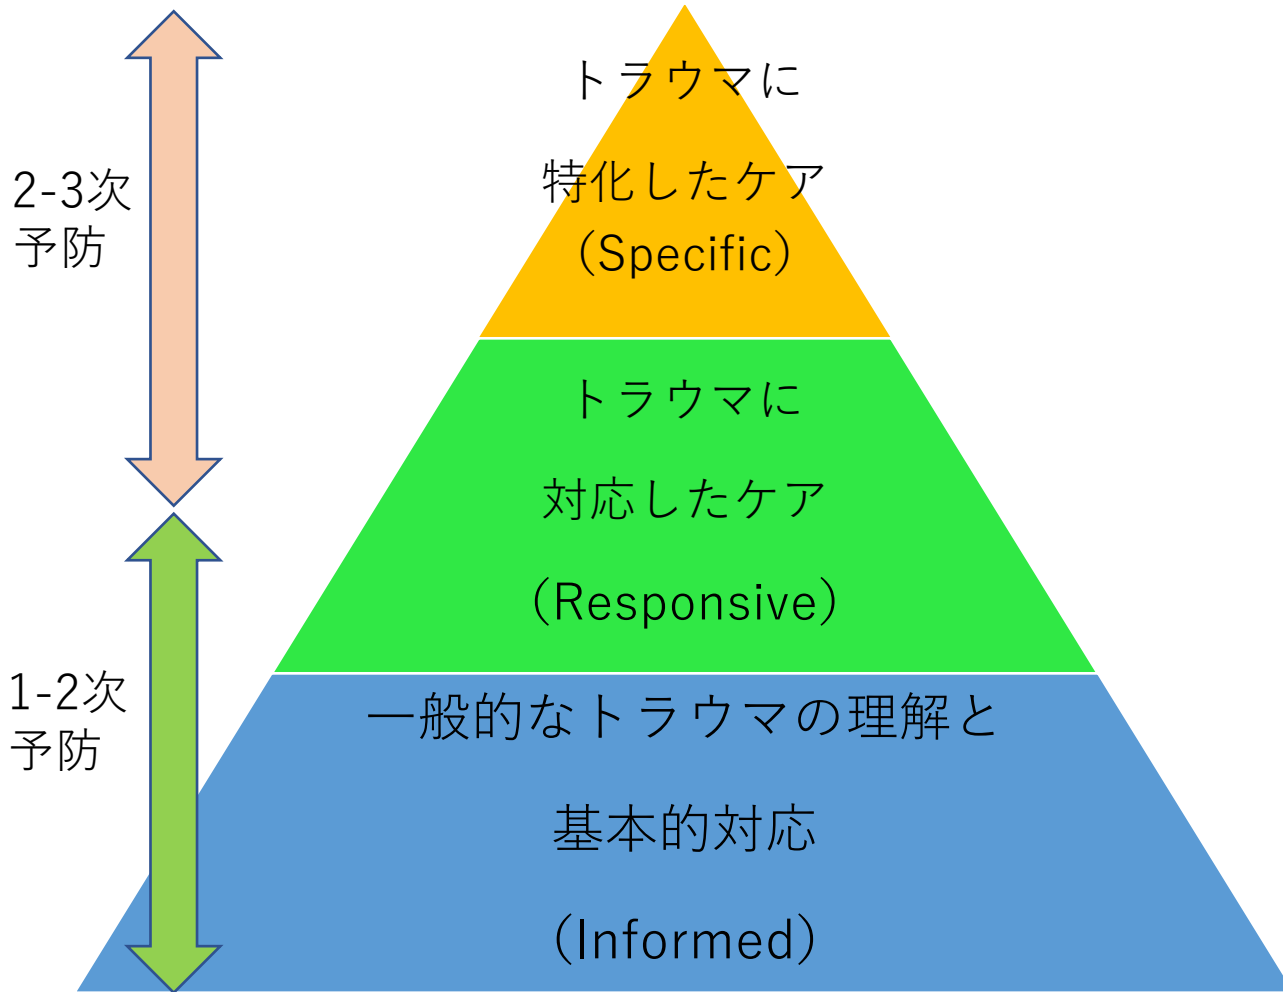 トラウマに
特化したケア
（Specific）
2-3次
予防
トラウマに
対応したケア
（Responsive）
1-2次
予防
一般的なトラウマの理解と
基本的対応
（Informed）